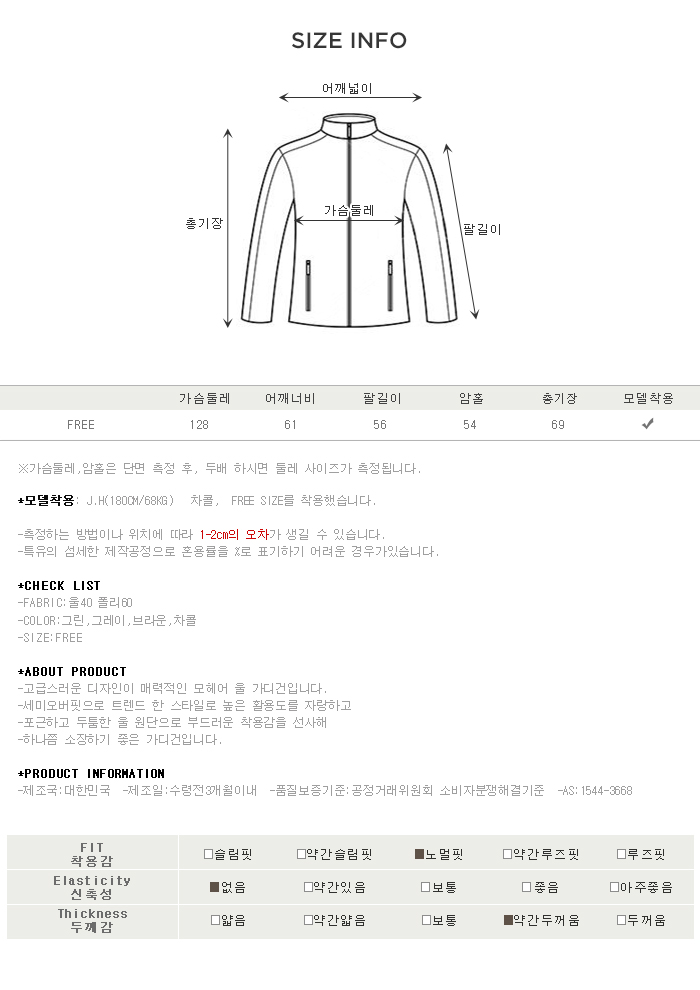 SIZE INFO
어깨넓이
총기장
가슴둘레
팔길이
가슴둘레 어깨너비 팔길이 암홀 총기장 모델착용
FREE 128 61 56 54 69
※가슴둘레,암홀은 단면 측정 후, 두배 하시면 둘레 사이즈가 측정됩니다.
*모델착용: J.H(180CM/68KG) 차콜, FREE SIZE를 착용했습니다.
-측정하는 방법이나 위치에 따라 1-2cm의 오차가 생길 수 있습니다.
-특유의 섬세한 제작공정으로 혼용률을 %로 표기하기 어려운 경우가있습니다.
*CHECK LIST
-FABRIC:울40 폴리60
-COLOR:그린,그레이,브라운,차콜
-SIZE:FREE
*ABOUT PRODUCT
-고급스러운 디자인이 매력적인 모헤어 울 가디건입니다.
-세미오버핏으로 트렌드 한 스타일로 높은 활용도를 자랑하고
-포근하고 두툼한 울 원단으로 부드러운 착용감을 선사해
-하나쯤 소장하기 좋은 가디건입니다.
*PRODUCT INFORMATION
-제조국:대한민국 -제조일:수령전3개월이내 -품질보증기준:공정거래위원회 소비자분쟁해결기준 -AS:1544-3668
FIT
착용감
□슬림핏 □약간슬림핏 ■노멀핏 □약간루즈핏 □루즈핏
Elasticity
신축성
■없음 □약간있음 □보통 □좋음 □아주좋음
Thickness
두께감
□얇음 □약간얇음 □보통 ■약간두꺼움 □두꺼움